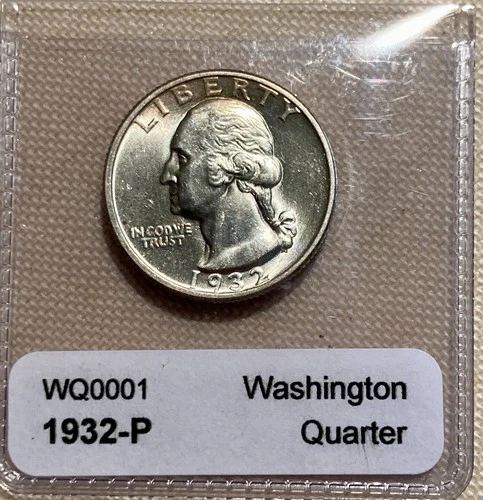 LIBERTY
IN GOD WE
TRUST
1932
WQ0001 Washington
1932-P Quarter